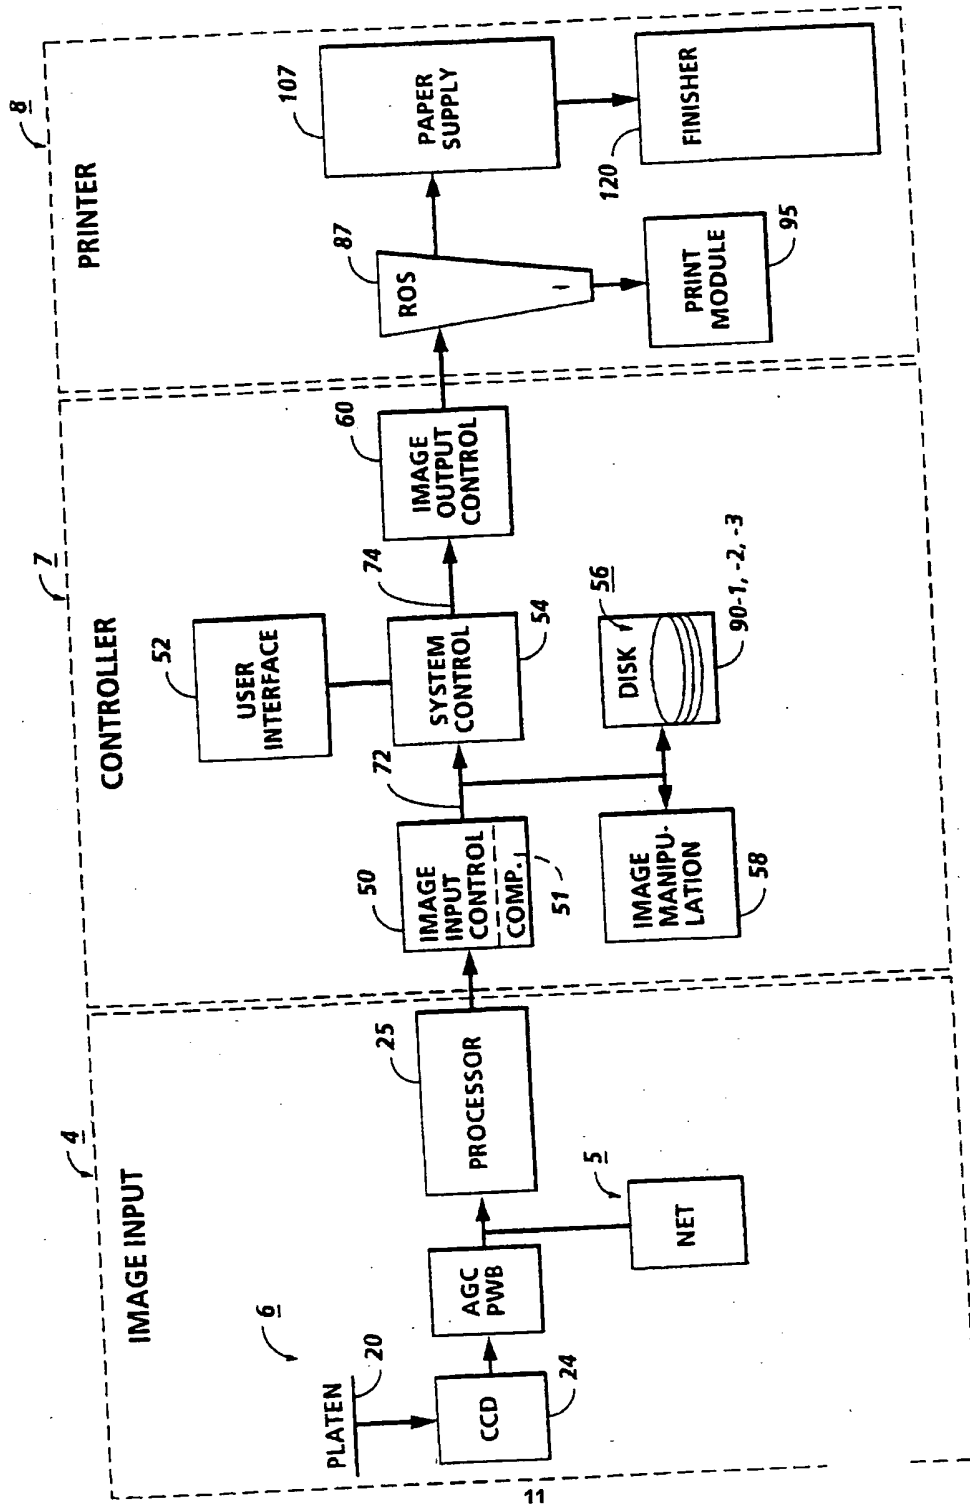 IMAGE INPUT
4
6
PLATEN
20
CCD
24
AGC
PWB
PROCESSOR
25
NET
5
CONTROLLER
7
IMAGE
INPUT
CONTROL
COMP.
50
51
72
USER
INTERFACE
52
SYSTEM
CONTROL
54
74
IMAGE
OUTPUT
CONTROL
60
IMAGE
MANIPU-
LATION
58
DISK
56
90-1, -2, -3
PRINTER
8
ROS
87
PRINT
MODULE
95
PAPER
SUPPLY
107
FINISHER
120
11